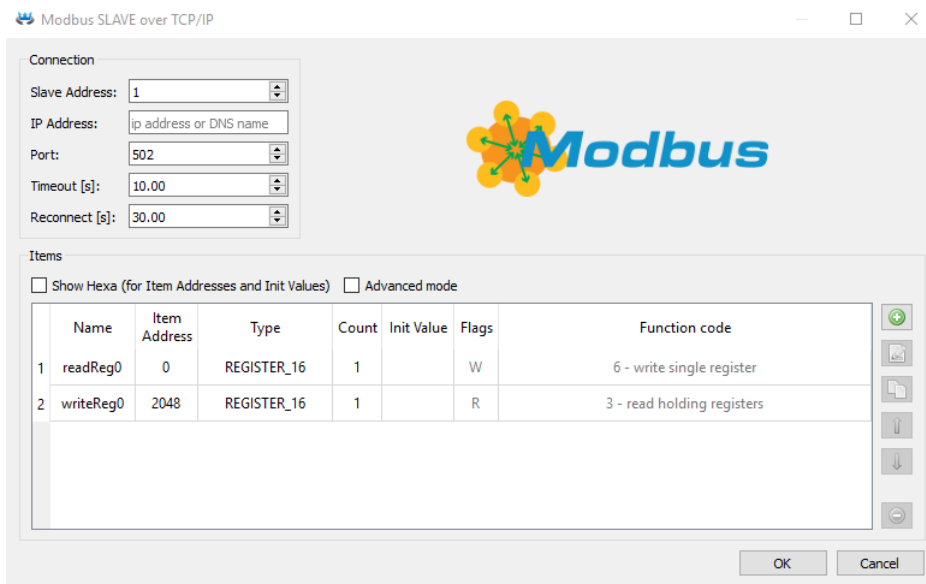 Modbus SLAVE over TCP/IP
Connection
Slave Address: 1
IP Address: ip address or DNS name
Port: 502
Timeout [s]: 10.00
Reconnect [s]: 30.00
Modbus
Items
Show Hexa (for Item Addresses and Init Values) Advanced mode
Name Item Address Type Count Init Value Flags Function code
1 readReg0 0 REGISTER_16 1 W 6 - write single register
2 writeReg0 2048 REGISTER_16 1 R 3 - read holding registers
OK Cancel